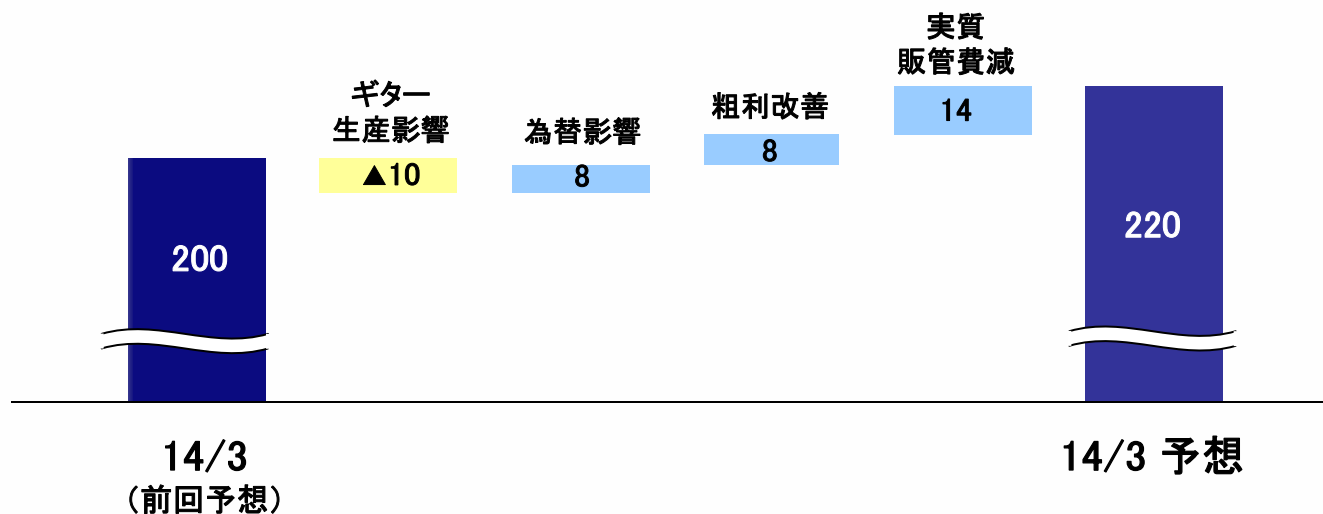 実質
販管費減
14
粗利改善
8
ギター
生産影響
▲10
為替影響
8
200
220
14/3
（前回予想）
14/3 予想